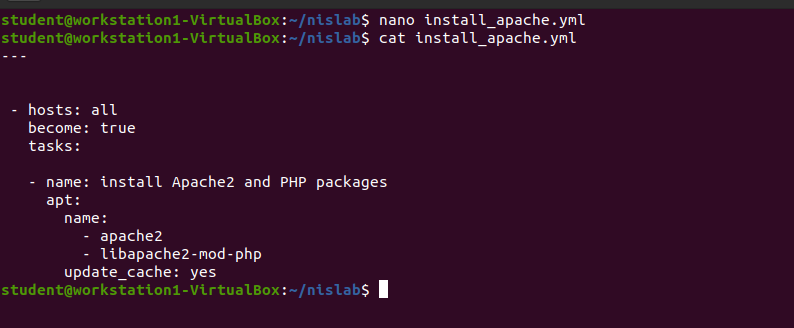 student@workstation1-VirtualBox:~/nislab$ nano install_apache.yml
student@workstation1-VirtualBox:~/nislab$ cat install_apache.yml
---
 - hosts: all
   become: true
   tasks:
   - name: install Apache2 and PHP packages
     apt:
       name:
         - apache2
         - libapache2-mod-php
       update_cache: yes
student@workstation1-VirtualBox:~/nislab$